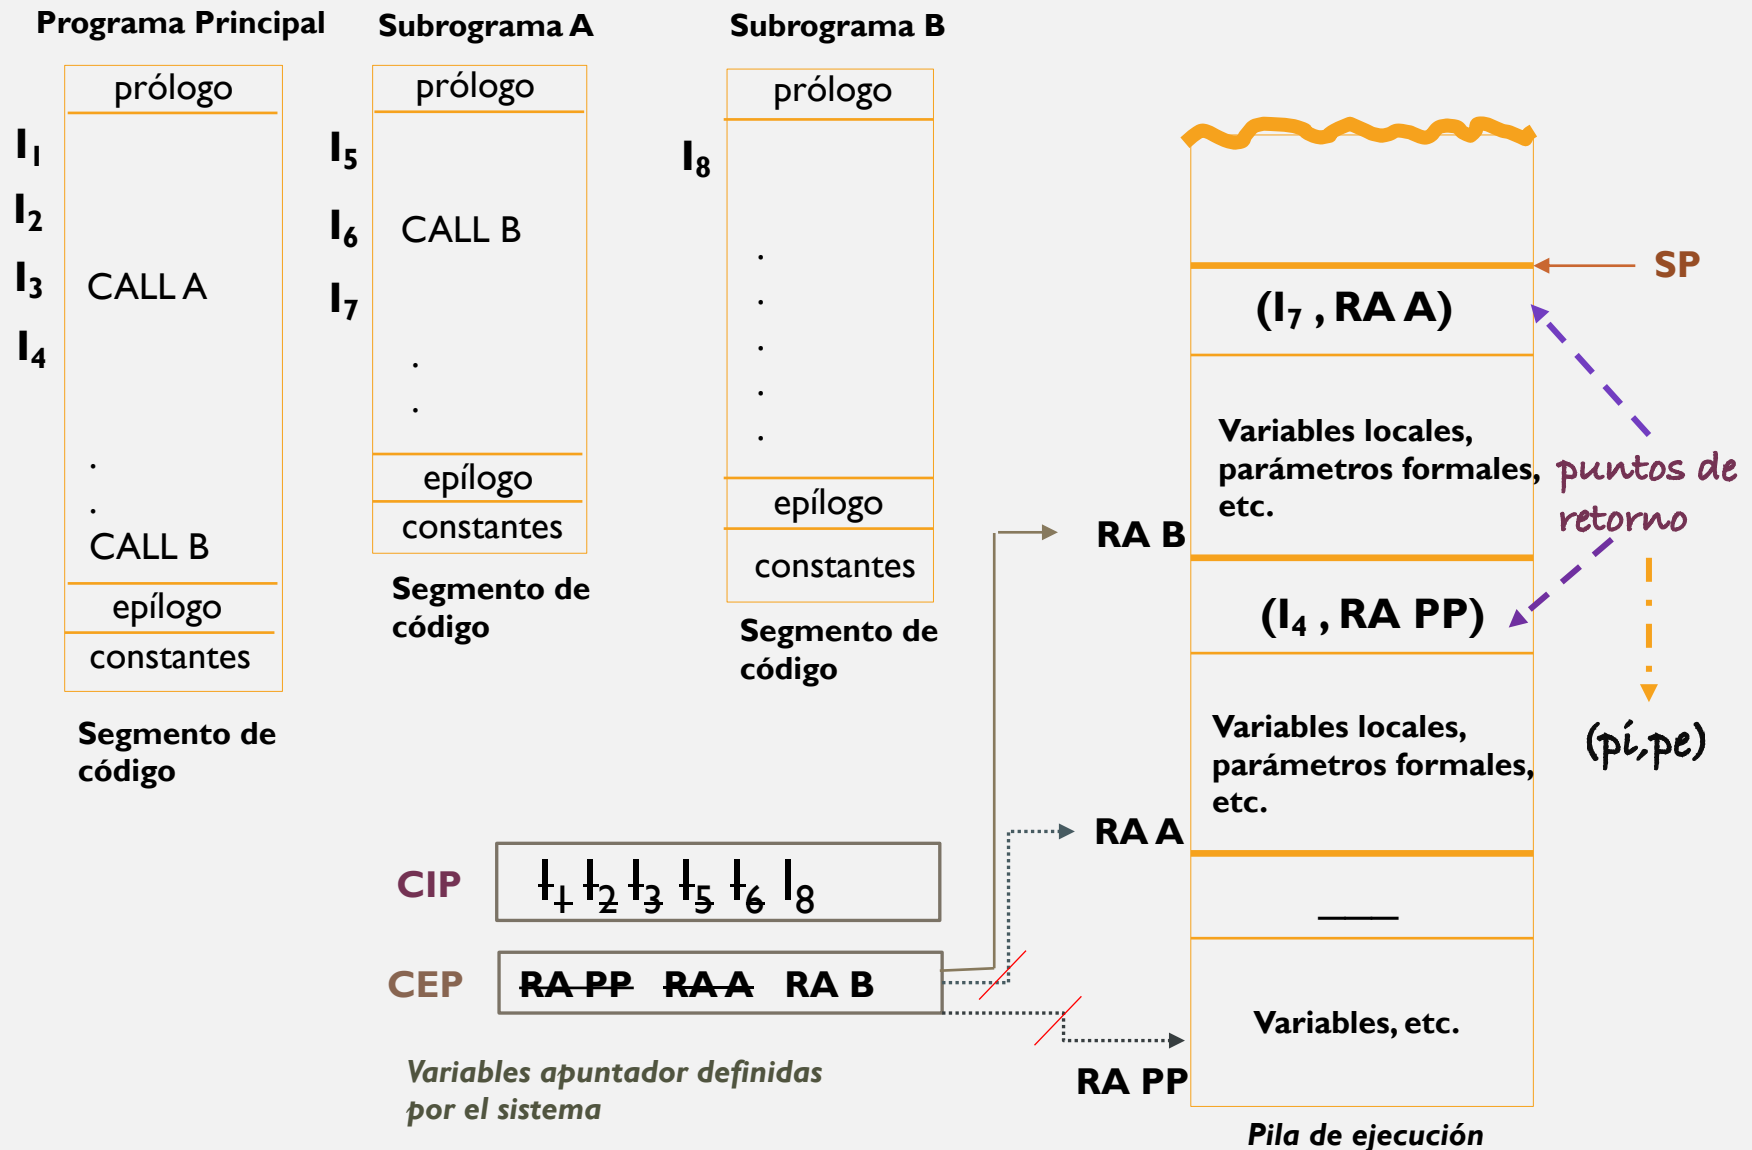 Programa Principal
prólogo
I1
I2
I3 CALL A
I4
.
.
CALL B
epílogo
constantes
Segmento de
código
Subrograma A
prólogo
I5
I6 CALL B
I7
.
.
epílogo
constantes
Segmento de
código
Subrograma B
prólogo
I8
.
.
.
.
.
epílogo
constantes
Segmento de
código
CIP I1 I2 I3 I5 I6 I8
CEP RA PP RA A RA B
Variables apuntador definidas
por el sistema
SP
(I7 , RA A)
Variables locales,
parámetros formales,
etc.
RA B
(I4 , RA PP)
Variables locales,
parámetros formales,
etc.
RA A
Variables, etc.
RA PP
Pila de ejecución
puntos de
retorno
(pi,pe)